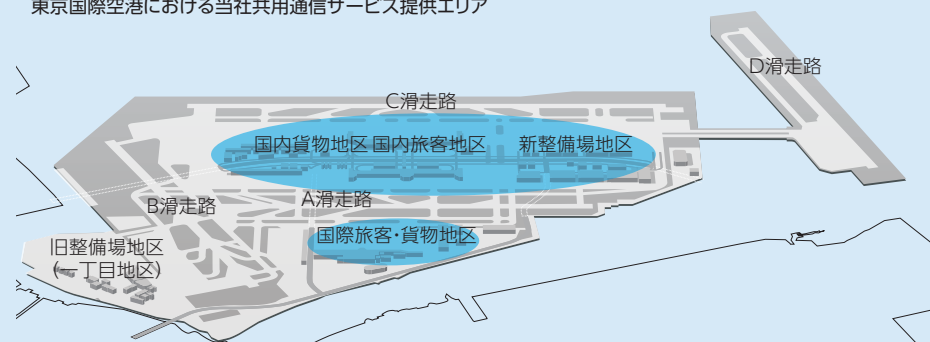 東京国際空港における当社共用通信サービス提供エリア
D滑走路
C滑走路
国内貨物地区 国内旅客地区 新整備場地区
B滑走路
A滑走路
国際旅客・貨物地区
旧整備場地区
(一丁目地区)